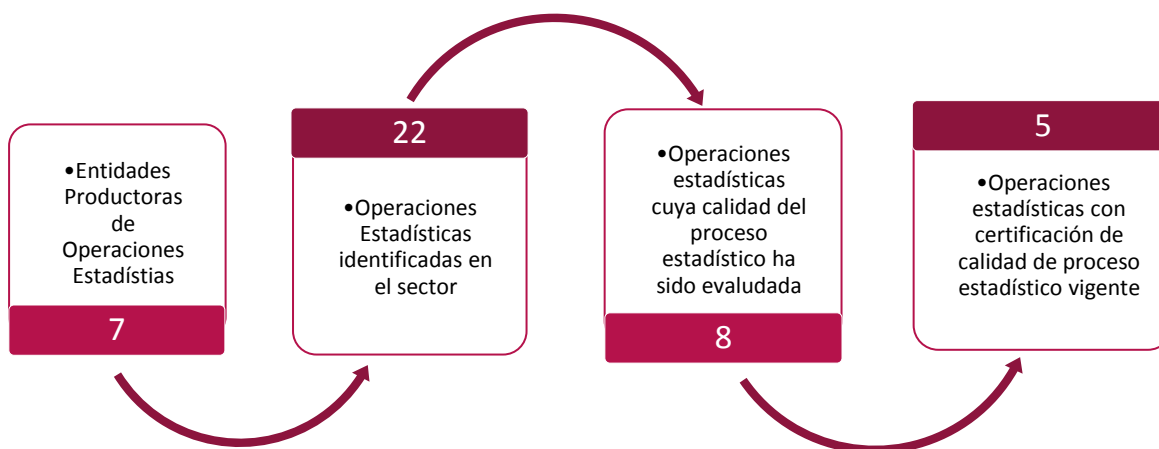 •Entidades
Productoras
de
Operaciones
Estadístias
7
22
•Operaciones
Estadísticas
identificadas en
el sector
•Operaciones
estadísticas
cuya calidad del
proceso
estadístico ha
sido evaludada
8
5
•Operaciones
estadísticas con
certificación de
calidad de proceso
estadístico vigente